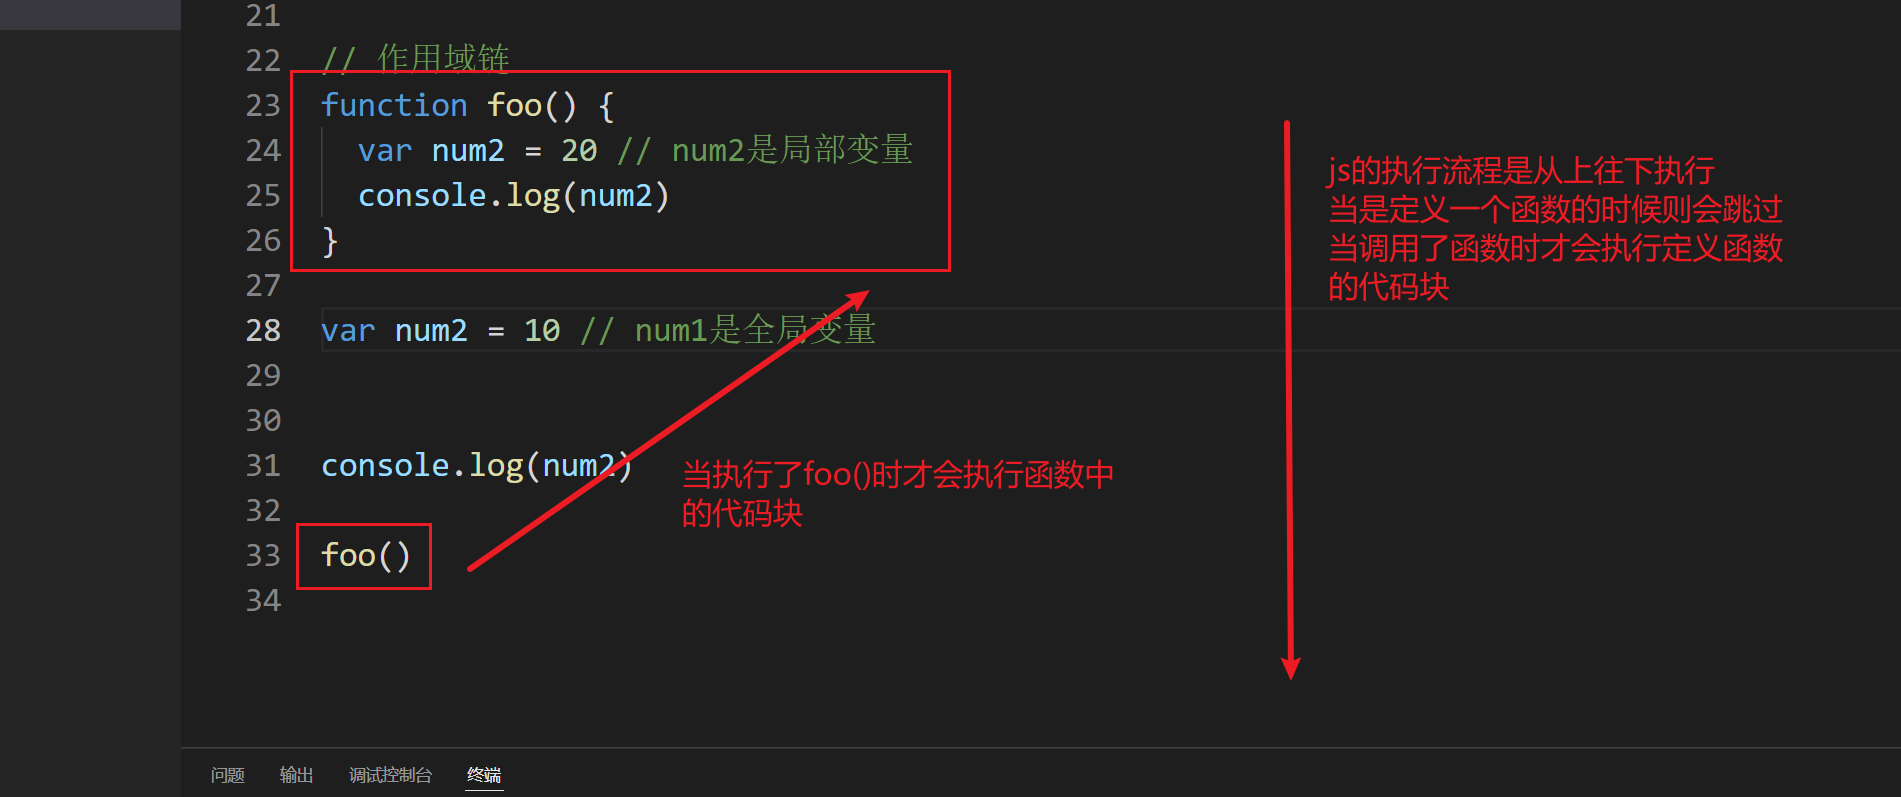 21
22 // 作用域链
23 function foo() {
24 var num2 = 20 // num2是局部变量
25 console.log(num2)
26 }
27
28 var num2 = 10 // num1是全局变量
29
30
31 console.log(num2)
32
33 foo()
34
js的执行流程是从上往下执行
当是定义一个函数的时候则会跳过
当调用了函数时才会执行定义函数
的代码块
当执行了foo()时才会执行函数中
的代码块
问题 输出 调试控制台 终端